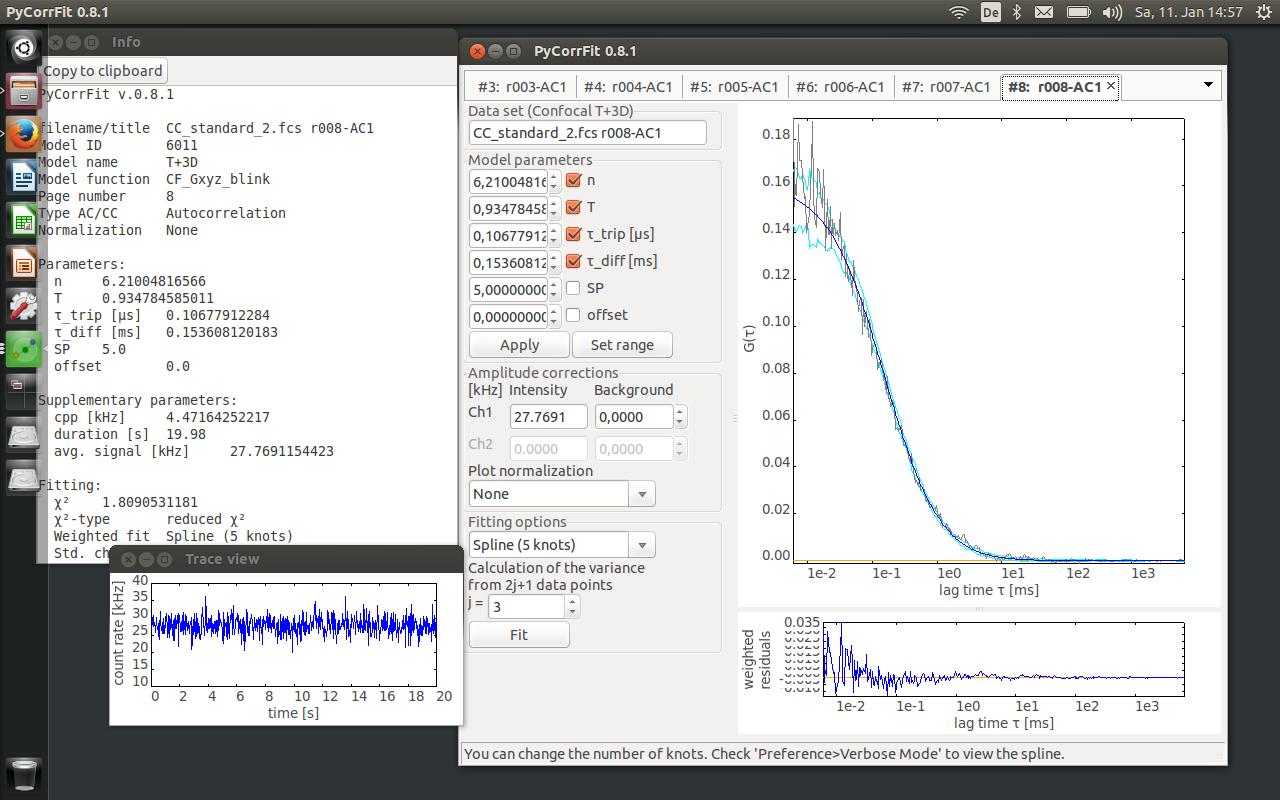 PyCorrFit 0.8.1
De
Sa, 11. Jan 14:57
Info
Copy to clipboard
PyCorrFit v.0.8.1
filename/title CC_standard_2.fcs r008-AC1
Model ID 6011
Model name T+3D
Model function CF_Gxyz_blink
Page number 8
Type AC/CC Autocorrelation
Normalization None
Parameters:
n 6.21004816566
T 0.934784585011
τ_trip [µs] 0.10677912284
τ_diff [ms] 0.153608120183
SP 5.0
offset 0.0
Supplementary parameters:
cpp [kHz] 4.47164252217
duration [s] 19.98
avg. signal [kHz] 27.7691154423
Fitting:
χ² 1.8090531181
χ²-type reduced χ²
Weighted fit Spline (5 knots)
Std. ch
Trace view
count rate [kHz]
40
35
30
25
20
15
10
0 2 4 6 8 10 12 14 16 18 20
time [s]
PyCorrFit 0.8.1
#3: r003-AC1 #4: r004-AC1 #5: r005-AC1 #6: r006-AC1 #7: r007-AC1 #8: r008-AC1
Data set (Confocal T+3D)
CC_standard_2.fcs r008-AC1
Model parameters
6,21004816 n
0,93478458 T
0,10677912 τ_trip [µs]
0,15360812 τ_diff [ms]
5,00000000 SP
0,00000000 offset
Apply Set range
Amplitude corrections
[kHz] Intensity Background
Ch1 27.7691 0,0000
Ch2 0.0000 0,0000
Plot normalization
None
Fitting options
Spline (5 knots)
Calculation of the variance
from 2j+1 data points
j = 3
Fit
G(τ)
0.18
0.16
0.14
0.12
0.10
0.08
0.06
0.04
0.02
0.00
1e-2 1e-1 1e0 1e1 1e2 1e3
lag time τ [ms]
weighted
residuals
0.035
1e-2 1e-1 1e0 1e1 1e2 1e3
lag time τ [ms]
You can change the number of knots. Check 'Preference>Verbose Mode' to view the spline.